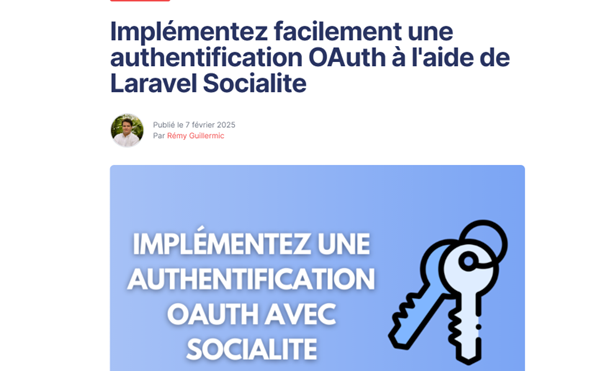 Implémentez facilement une
authentification OAuth à l'aide de
Laravel Socialite
Publié le 7 février 2025
Par Rémy Guillermic
IMPLÉMENTEZ UNE
AUTHENTIFICATION
OAUTH AVEC
SOCIALITE